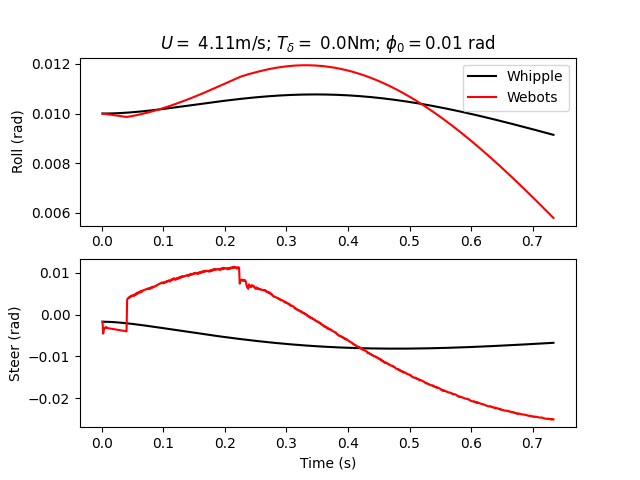 U = 4.11m/s; Tδ = 0.0Nm; ϕ0 = 0.01 rad
0.012
0.010
0.008
0.006
Roll (rad)
Whipple
Webots
0.0 0.1 0.2 0.3 0.4 0.5 0.6 0.7
0.01
0.00
−0.01
−0.02
Steer (rad)
0.0 0.1 0.2 0.3 0.4 0.5 0.6 0.7
Time (s)